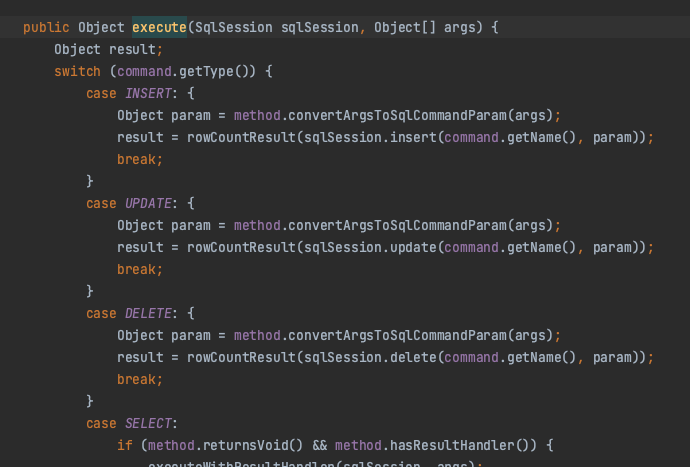 public Object execute(SqlSession sqlSession, Object[] args) {
    Object result;
    switch (command.getType()) {
        case INSERT: {
            Object param = method.convertArgsToSqlCommandParam(args);
            result = rowCountResult(sqlSession.insert(command.getName(), param));
            break;
        }
        case UPDATE: {
            Object param = method.convertArgsToSqlCommandParam(args);
            result = rowCountResult(sqlSession.update(command.getName(), param));
            break;
        }
        case DELETE: {
            Object param = method.convertArgsToSqlCommandParam(args);
            result = rowCountResult(sqlSession.delete(command.getName(), param));
            break;
        }
        case SELECT:
            if (method.returnsVoid() && method.hasResultHandler()) {
                executeWithResultHandler(sqlSession, args);